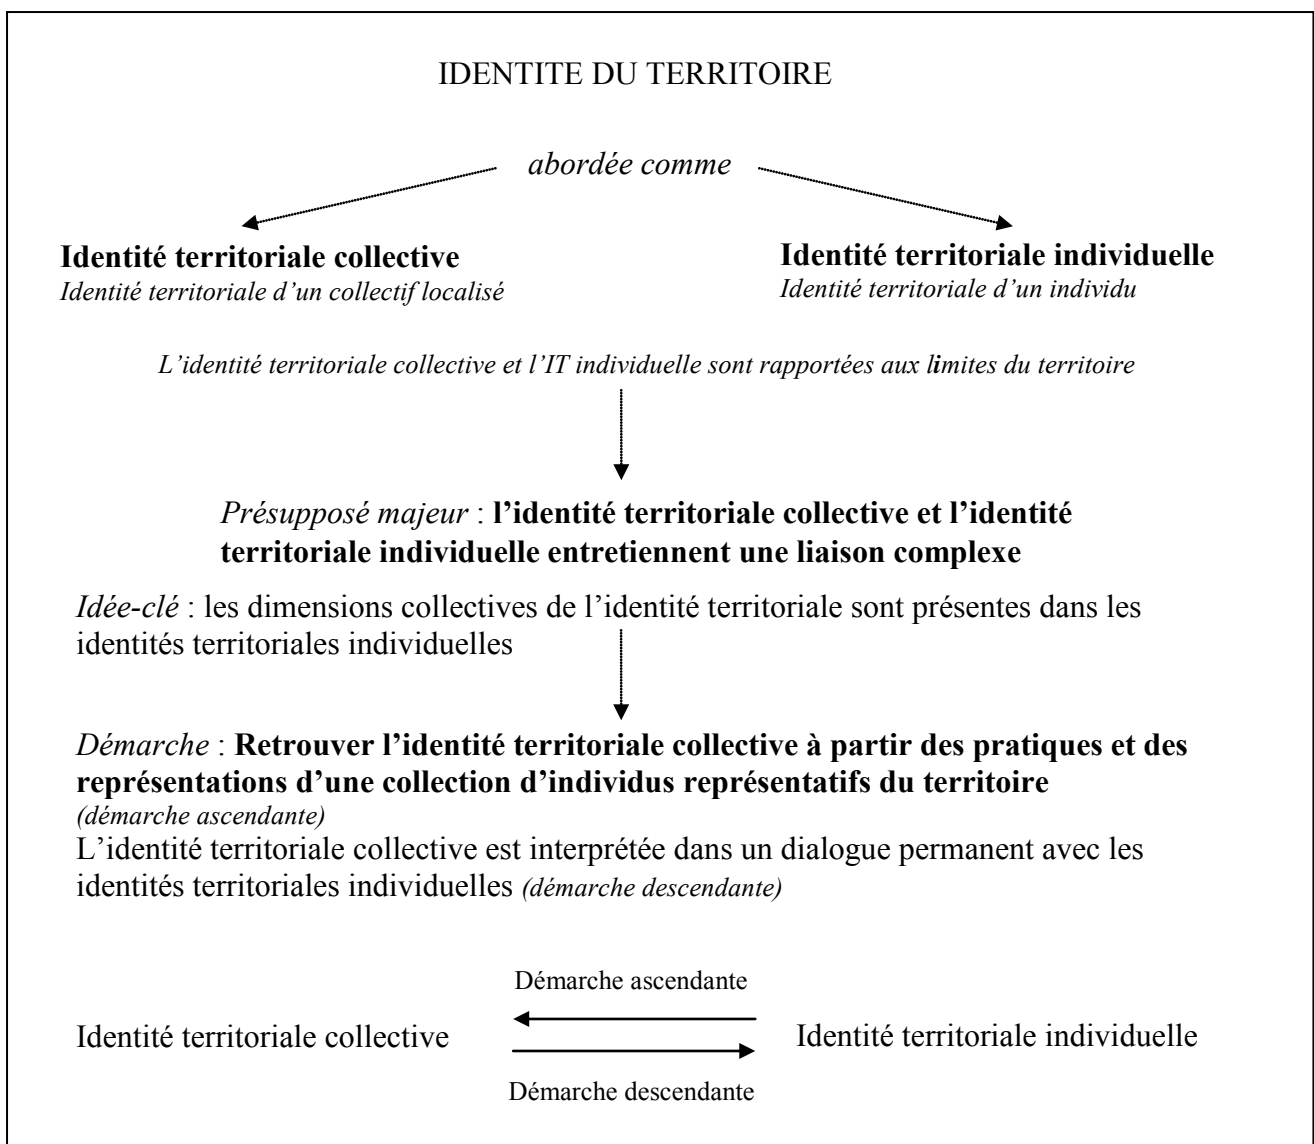 IDENTITE DU TERRITOIRE
abordée comme
Identité territoriale collective
Identité territoriale d’un collectif localisé
Identité territoriale individuelle
Identité territoriale d’un individu
L’identité territoriale collective et l’IT individuelle sont rapportées aux limites du territoire
Présupposé majeur : l’identité territoriale collective et l’identité
territoriale individuelle entretiennent une liaison complexe
Idée-clé : les dimensions collectives de l’identité territoriale sont présentes dans les
identités territoriales individuelles
Démarche : Retrouver l’identité territoriale collective à partir des pratiques et des
représentations d’une collection d’individus représentatifs du territoire
(démarche ascendante)
L’identité territoriale collective est interprétée dans un dialogue permanent avec les
identités territoriales individuelles (démarche descendante)
Démarche ascendante
Identité territoriale collective
Identité territoriale individuelle
Démarche descendante